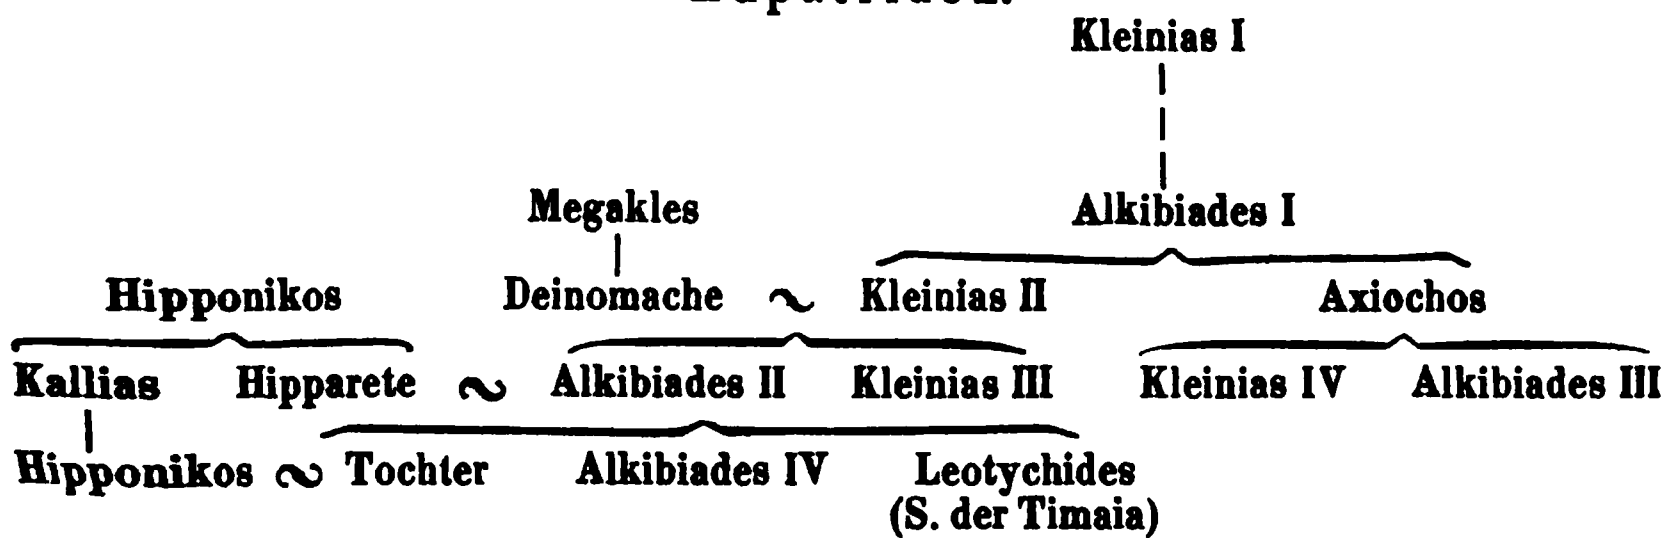 Kleinias I
Megakles Alkibiades I
Hipponikos Deinomache ~ Kleinias II Axiochos
Kallias Hipparete ~ Alkibiades II Kleinias III Kleinias IV Alkibiades III
Hipponikos ~ Tochter Alkibiades IV Leotychides
(S. der Timaia)